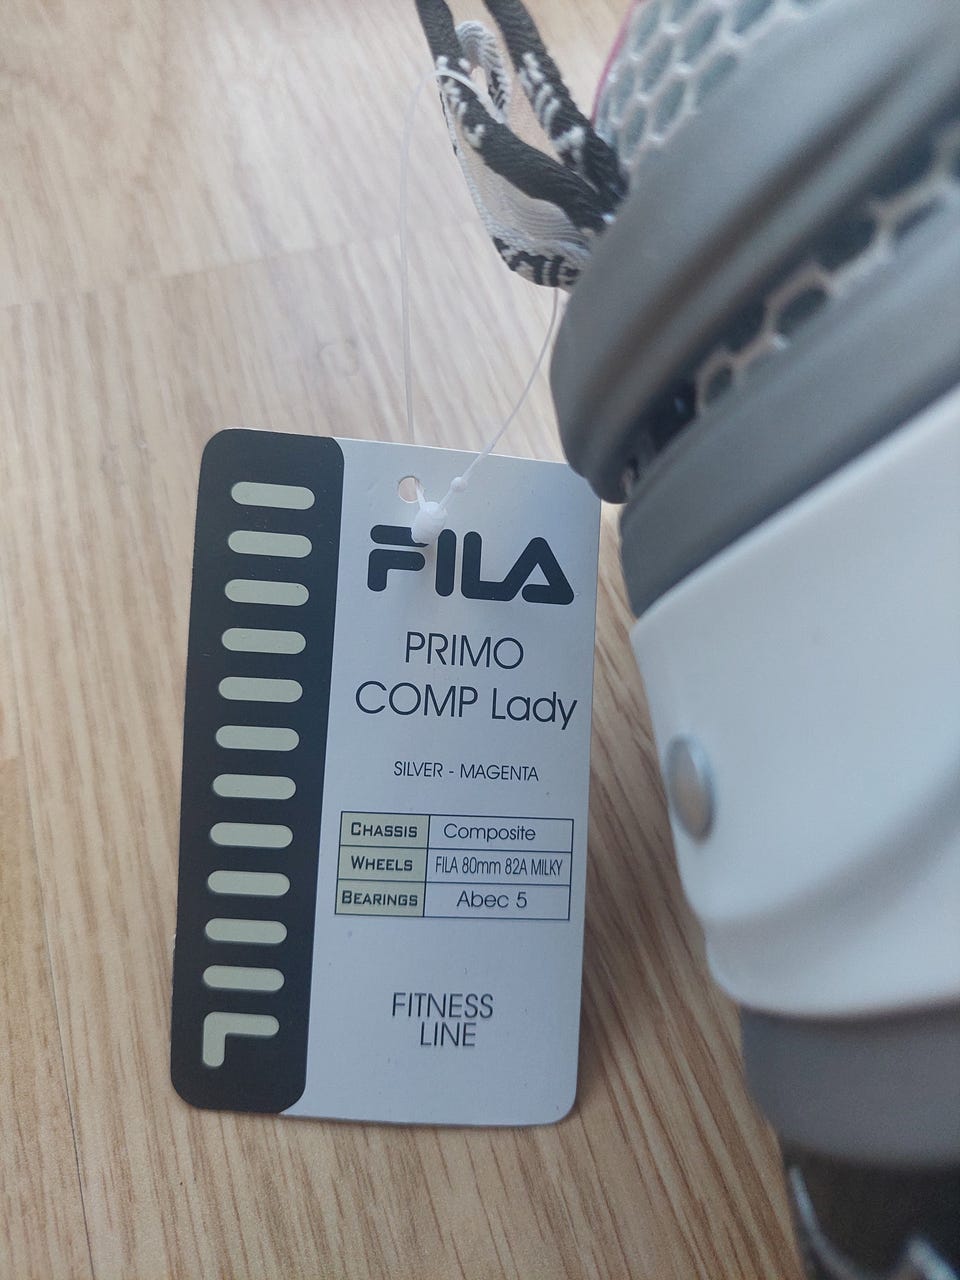 FILA
PRIMO
COMP Lady
SILVER - MAGENTA
CHASSIS Composite
WHEELS FILA 80mm 82A MILKY
BEARINGS Abec 5
FITNESS
LINE